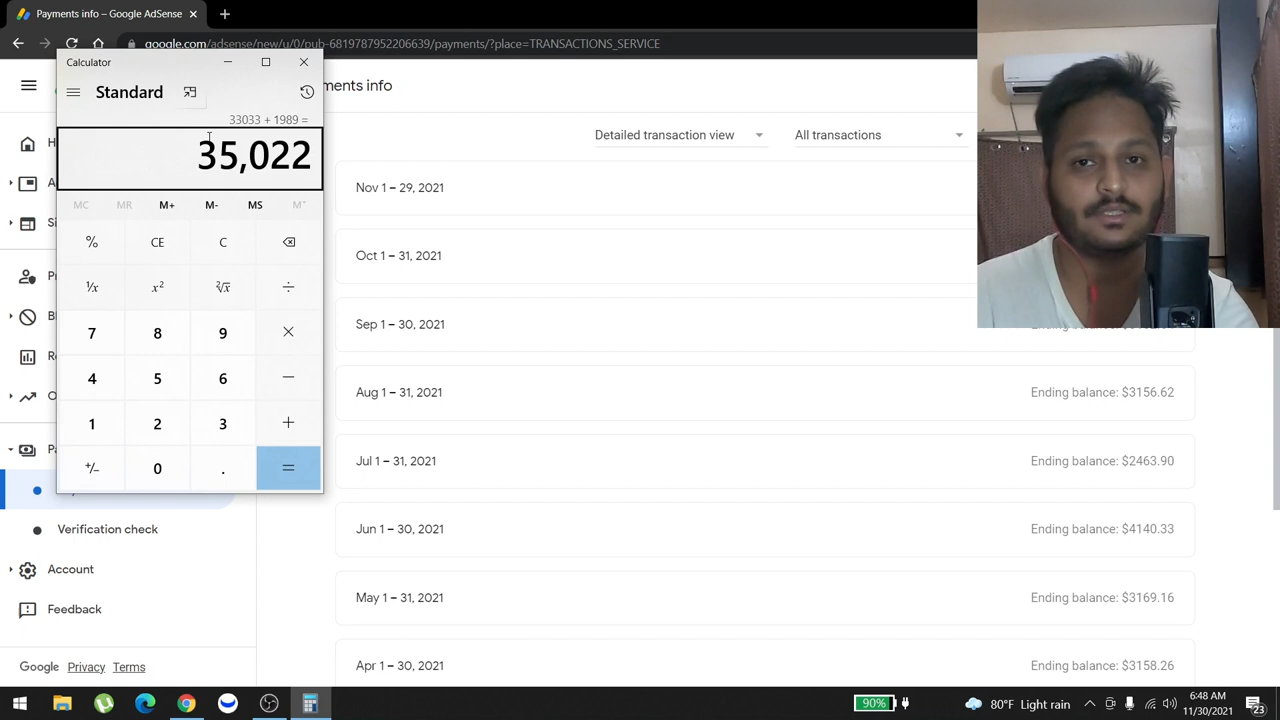 Payments info – Google AdSense
google.com/adsense/new/u/0/pub-6819787952206639/payments/?place=TRANSACTIONS_SERVICE
Calculator
Standard
33033 + 1989 =
35,022
MC MR M+ M- MS M˅
% CE C
¹/x x² ²√x ÷
7 8 9 ×
4 5 6 −
1 2 3 +
+/− 0 . =
ments info
Detailed transaction view
All transactions
Nov 1 – 29, 2021
Oct 1 – 31, 2021
Sep 1 – 30, 2021
Aug 1 – 31, 2021 Ending balance: $3156.62
Jul 1 – 31, 2021 Ending balance: $2463.90
Jun 1 – 30, 2021 Ending balance: $4140.33
May 1 – 31, 2021 Ending balance: $3169.16
Apr 1 – 30, 2021 Ending balance: $3158.26
Verification check
Account
Feedback
Google Privacy Terms
90%
80°F Light rain
6:48 AM
11/30/2021
23